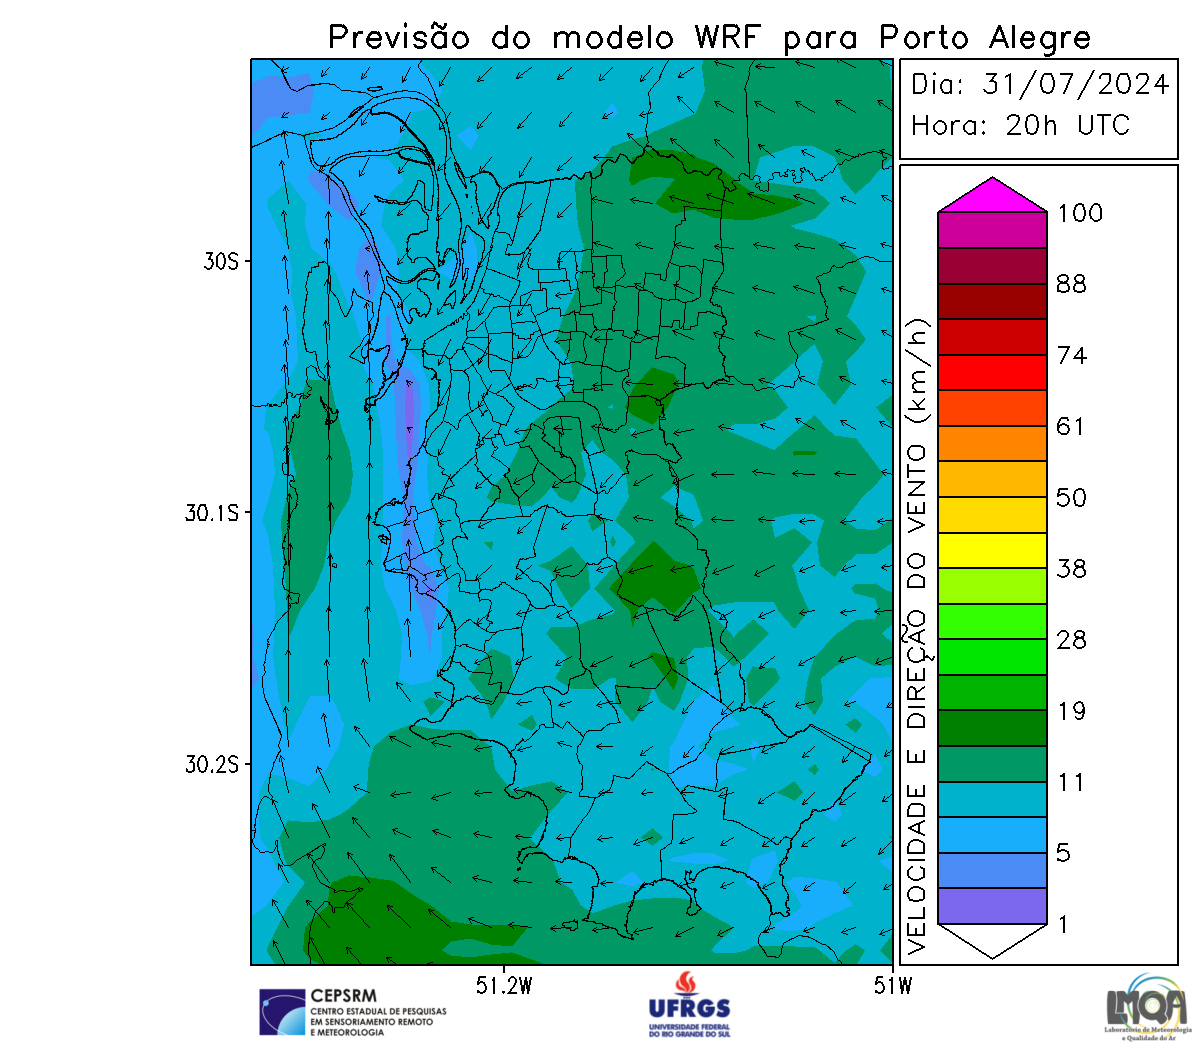 Previsão do modelo WRF para Porto Alegre
Dia: 31/07/2024
Hora: 20h UTC
30S
30.1S
30.2S
51.2W
51W
VELOCIDADE E DIREÇÃO DO VENTO (km/h)
100
88
74
61
50
38
28
19
11
5
1
CEPSRM
CENTRO ESTADUAL DE PESQUISAS
EM SENSORIAMENTO REMOTO
E METEOROLOGIA
UFRGS
UNIVERSIDADE FEDERAL
DO RIO GRANDE DO SUL
LMQA
Laboratório de Meteorologia
e Qualidade do Ar